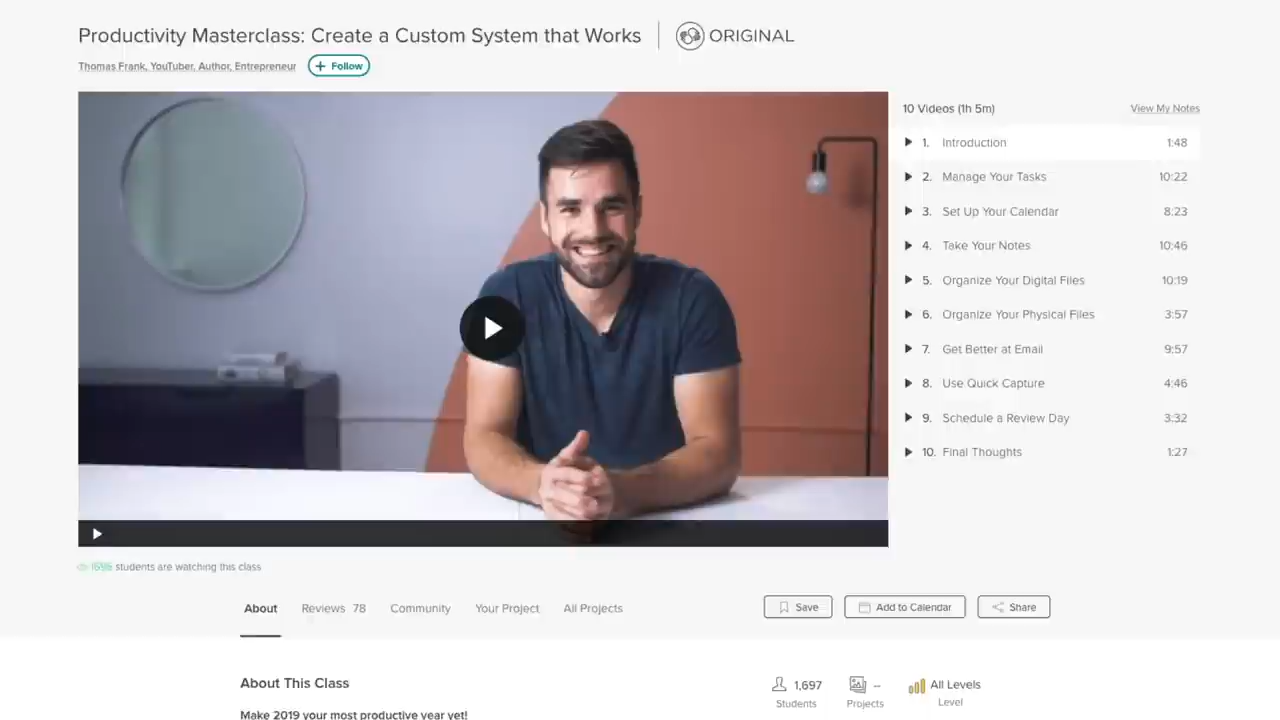 Productivity Masterclass: Create a Custom System that Works
ORIGINAL
Thomas Frank, YouTuber, Author, Entrepreneur
+ Follow
10 Videos (1h 5m)
View My Notes
1. Introduction 1:48
2. Manage Your Tasks 10:22
3. Set Up Your Calendar 8:23
4. Take Your Notes 10:46
5. Organize Your Digital Files 10:19
6. Organize Your Physical Files 3:57
7. Get Better at Email 9:57
8. Use Quick Capture 4:46
9. Schedule a Review Day 3:32
10. Final Thoughts 1:27
students are watching this class
About
Reviews 78
Community
Your Project
All Projects
Save
Add to Calendar
Share
About This Class
1,697
Students
--
Projects
All Levels
Level
Make 2019 your most productive year yet!